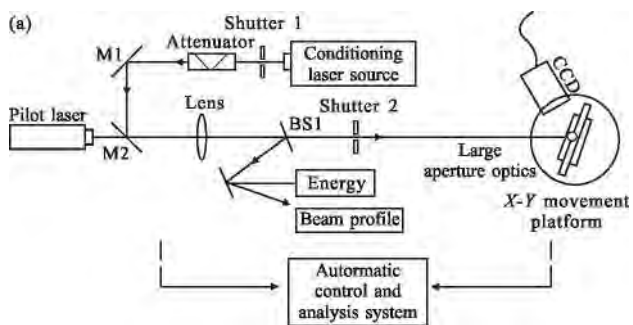 (a)
Shutter 1
Attenuator
M1
Conditioning
laser source
CCD
Pilot laser
Lens
BS1
Shutter 2
M2
Large
aperture optics
Energy
Beam profile
X-Y movement
platform
Autormatic
control and
analysis system